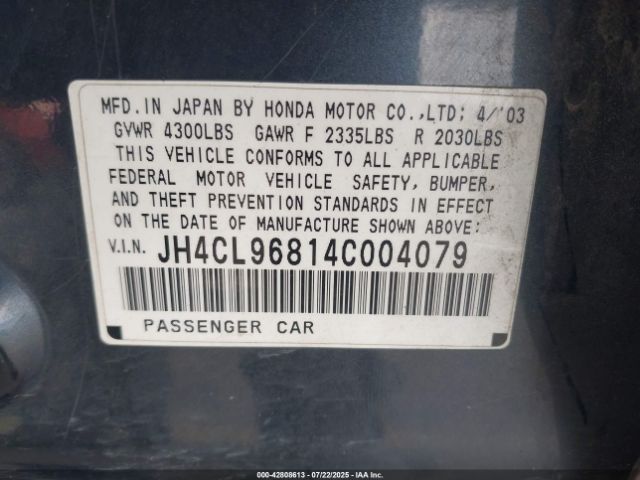 MFD. IN JAPAN BY HONDA MOTOR CO.,LTD; 4/'03
GVWR 4300LBS GAWR F 2335LBS R 2030LBS
THIS VEHICLE CONFORMS TO ALL APPLICABLE
FEDERAL MOTOR VEHICLE SAFETY, BUMPER,
AND THEFT PREVENTION STANDARDS IN EFFECT
ON THE DATE OF MANUFACTURE SHOWN ABOVE:
V.I.N. JH4CL96814C004079
PASSENGER CAR
000-42808613 - 07/22/2025 - IAA Inc.